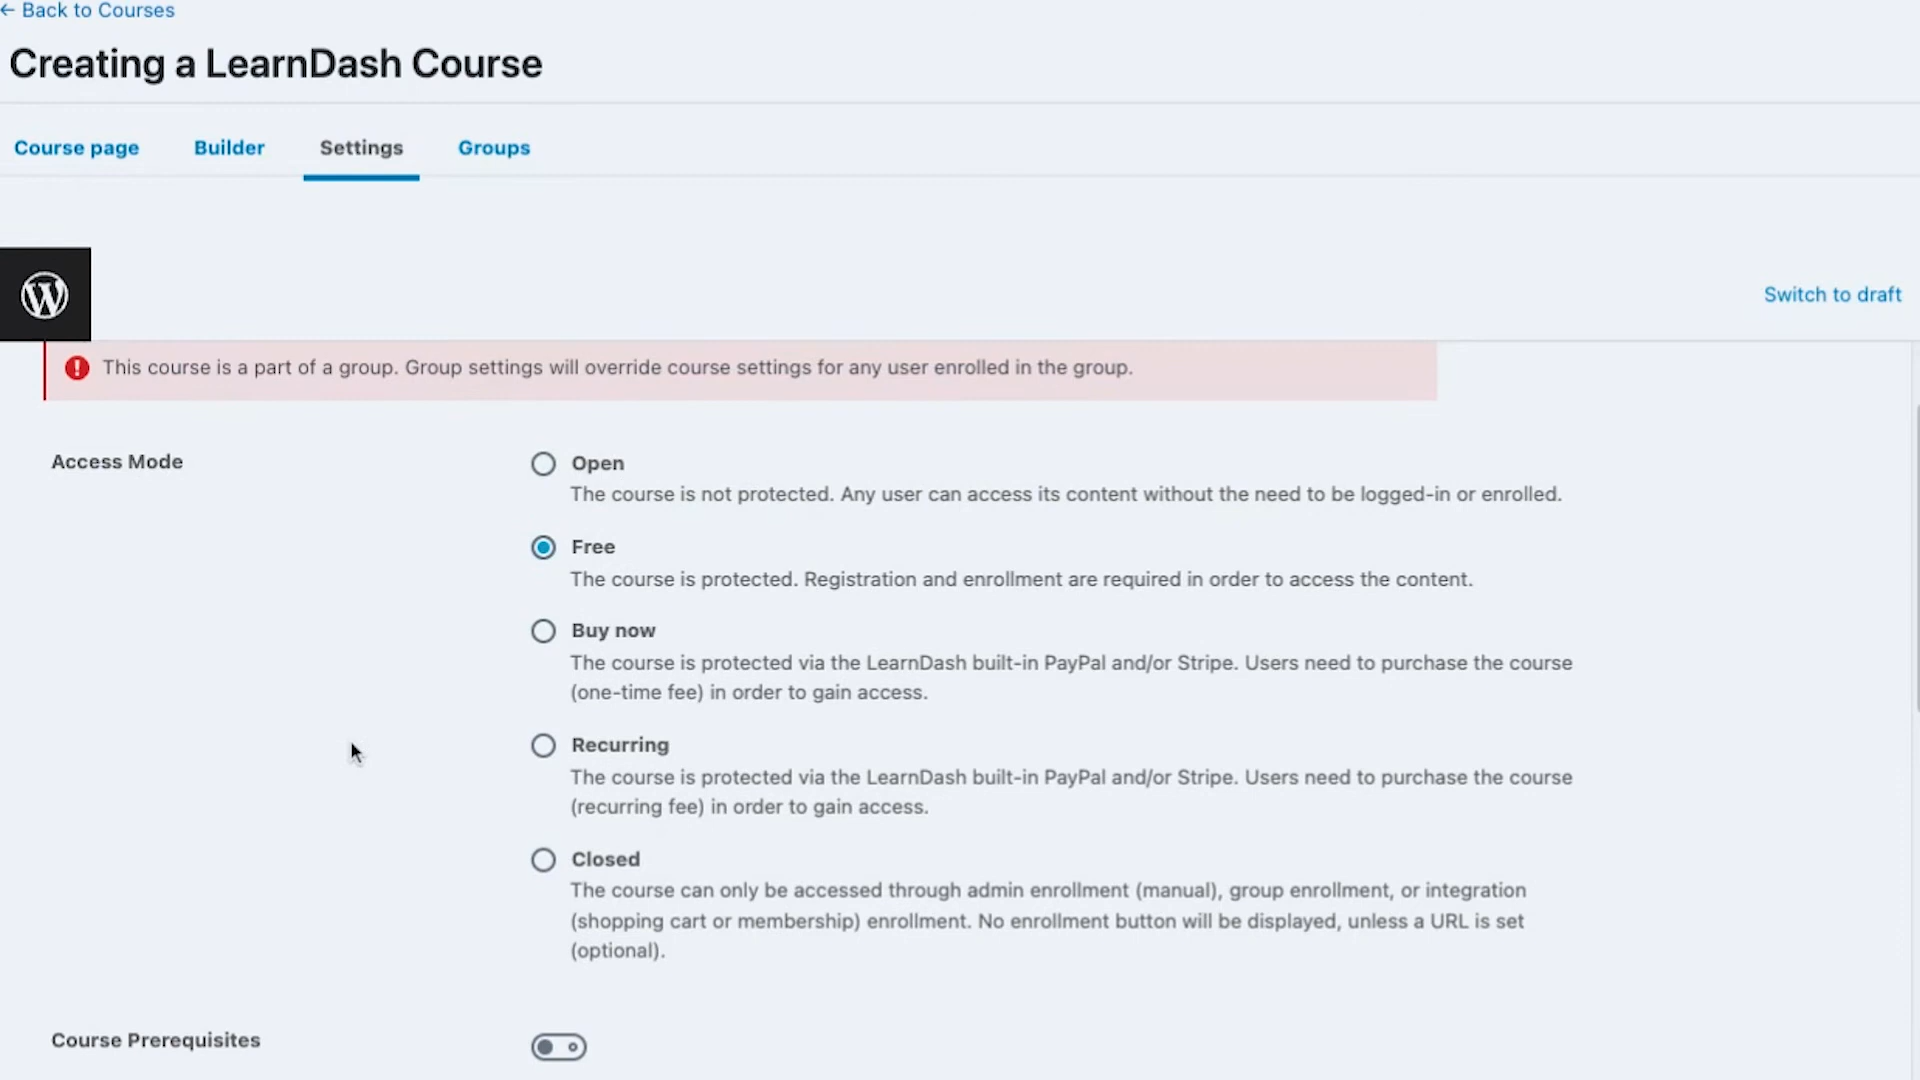 ← Back to Courses
Creating a LearnDash Course
Course page Builder Settings Groups
Switch to draft
This course is a part of a group. Group settings will override course settings for any user enrolled in the group.
Access Mode
Open
The course is not protected. Any user can access its content without the need to be logged-in or enrolled.
Free
The course is protected. Registration and enrollment are required in order to access the content.
Buy now
The course is protected via the LearnDash built-in PayPal and/or Stripe. Users need to purchase the course
(one-time fee) in order to gain access.
Recurring
The course is protected via the LearnDash built-in PayPal and/or Stripe. Users need to purchase the course
(recurring fee) in order to gain access.
Closed
The course can only be accessed through admin enrollment (manual), group enrollment, or integration
(shopping cart or membership) enrollment. No enrollment button will be displayed, unless a URL is set
(optional).
Course Prerequisites